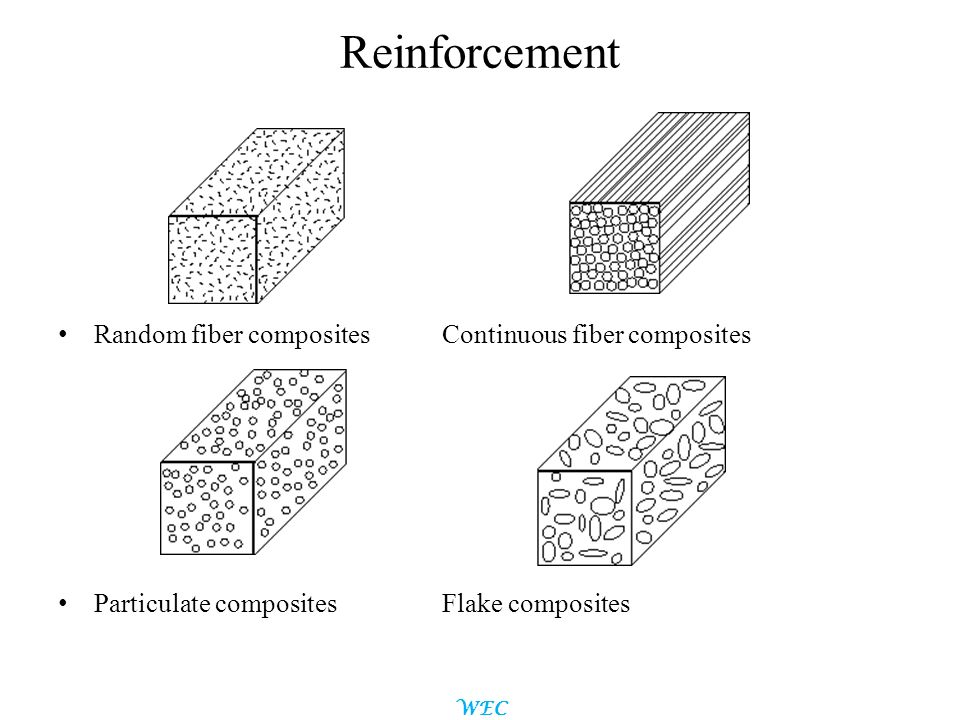 Reinforcement
• Random fiber composites Continuous fiber composites
• Particulate composites Flake composites
WEC